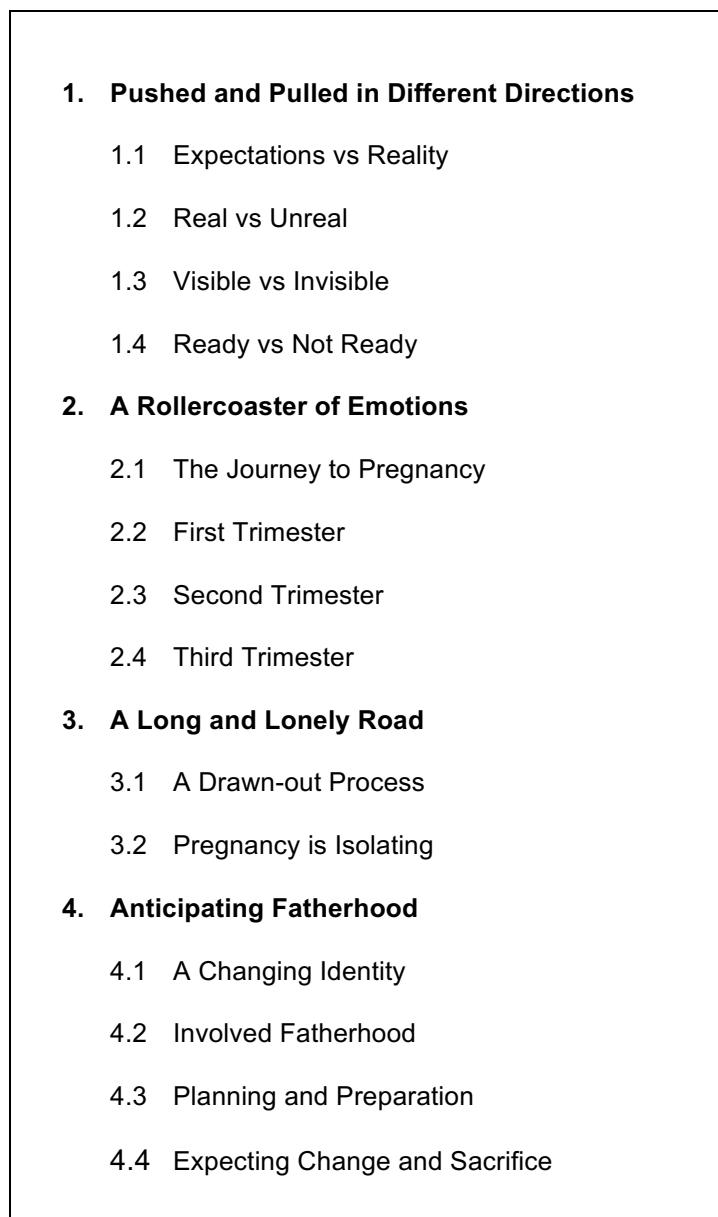 1. Pushed and Pulled in Different Directions
1.1 Expectations vs Reality
1.2 Real vs Unreal
1.3 Visible vs Invisible
1.4 Ready vs Not Ready
2. A Rollercoaster of Emotions
2.1 The Journey to Pregnancy
2.2 First Trimester
2.3 Second Trimester
2.4 Third Trimester
3. A Long and Lonely Road
3.1 A Drawn-out Process
3.2 Pregnancy is Isolating
4. Anticipating Fatherhood
4.1 A Changing Identity
4.2 Involved Fatherhood
4.3 Planning and Preparation
4.4 Expecting Change and Sacrifice